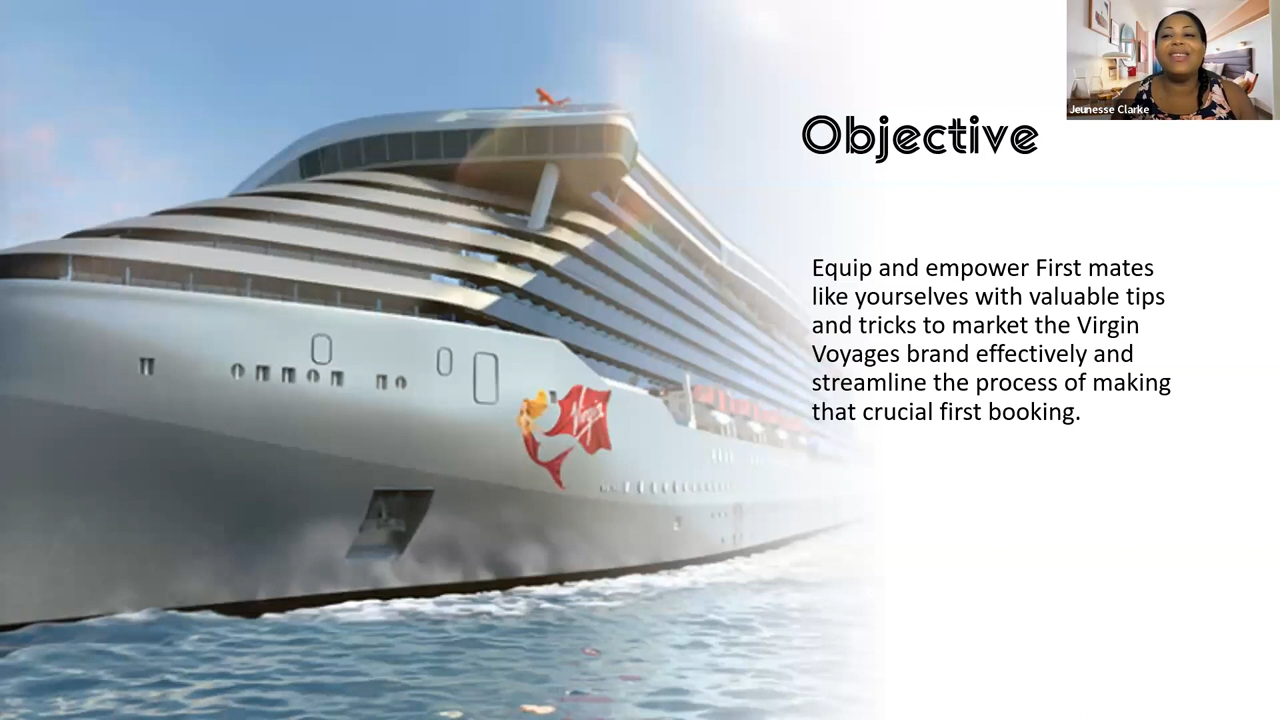 Jeunesse Clarke
Objective
Equip and empower First mates
like yourselves with valuable tips
and tricks to market the Virgin
Voyages brand effectively and
streamline the process of making
that crucial first booking.
Virgin